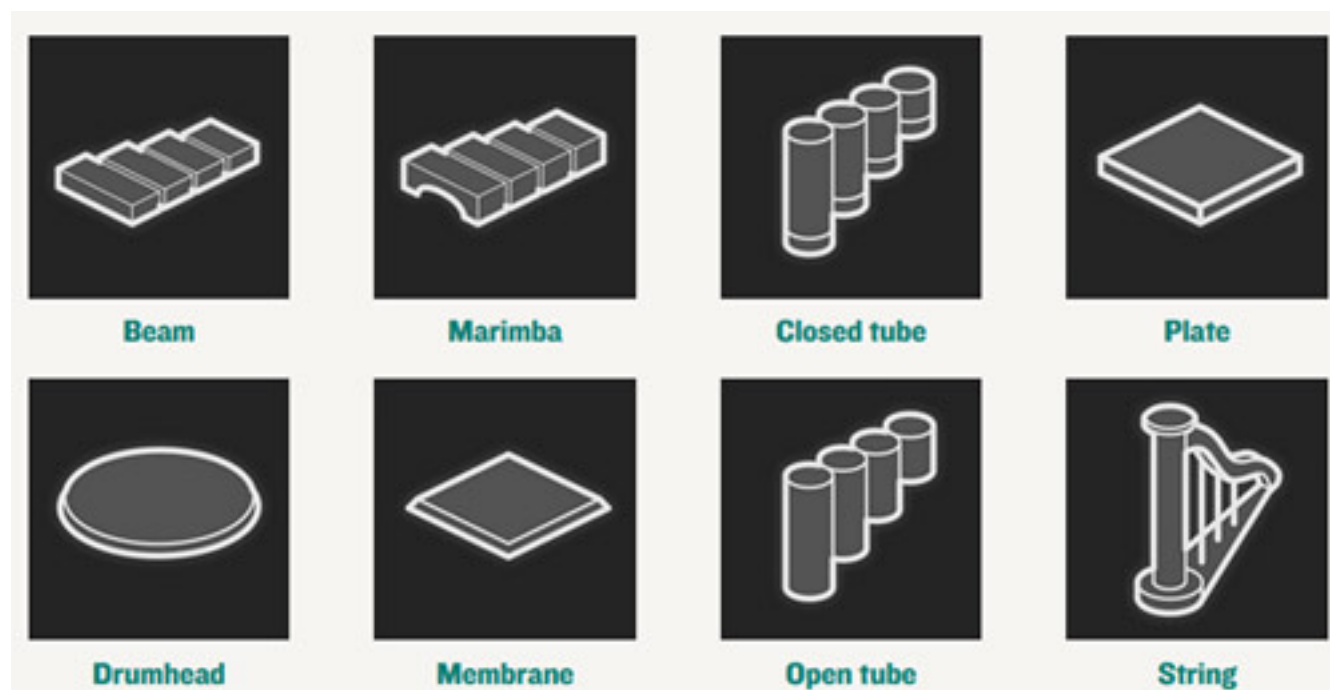 Beam
Marimba
Closed tube
Plate
Drumhead
Membrane
Open tube
String